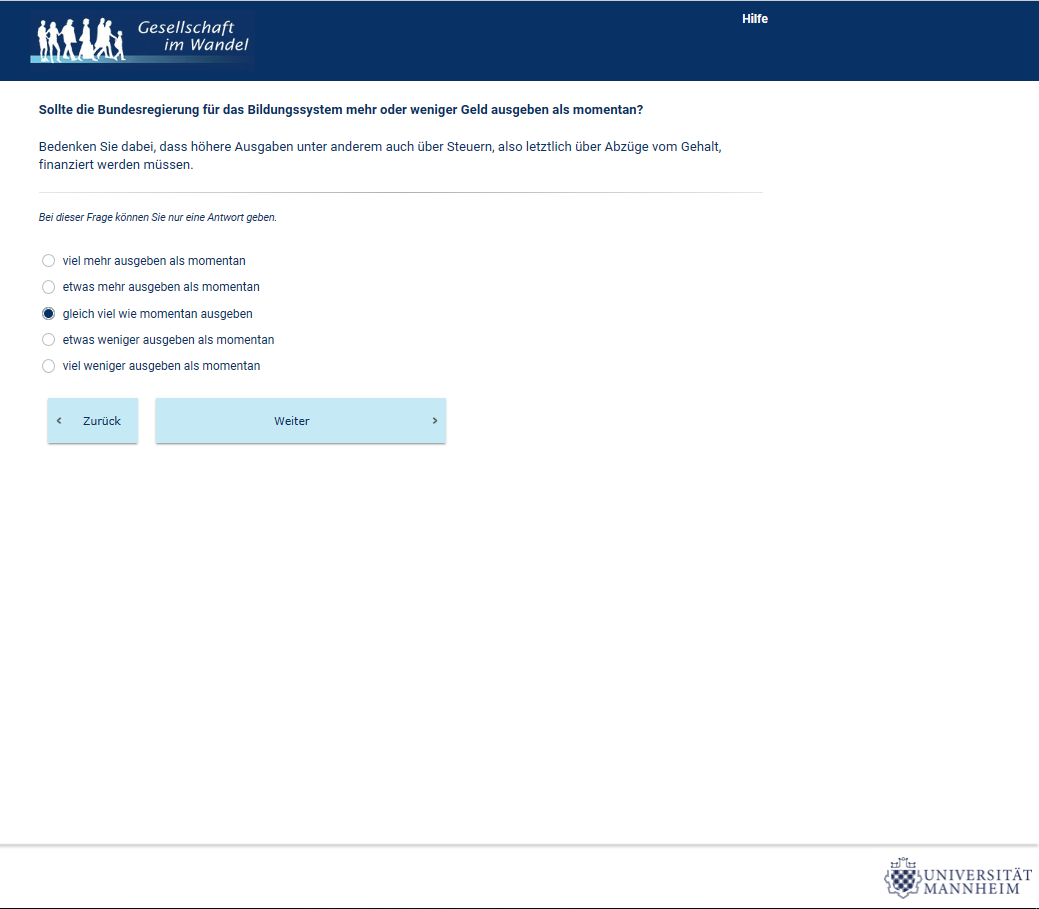 Gesellschaft
im Wandel
Hilfe
Sollte die Bundesregierung für das Bildungssystem mehr oder weniger Geld ausgeben als momentan?
Bedenken Sie dabei, dass höhere Ausgaben unter anderem auch über Steuern, also letztlich über Abzüge vom Gehalt,
finanziert werden müssen.
Bei dieser Frage können Sie nur eine Antwort geben.
viel mehr ausgeben als momentan
etwas mehr ausgeben als momentan
gleich viel wie momentan ausgeben
etwas weniger ausgeben als momentan
viel weniger ausgeben als momentan
Zurück
Weiter
UNIVERSITÄT
MANNHEIM